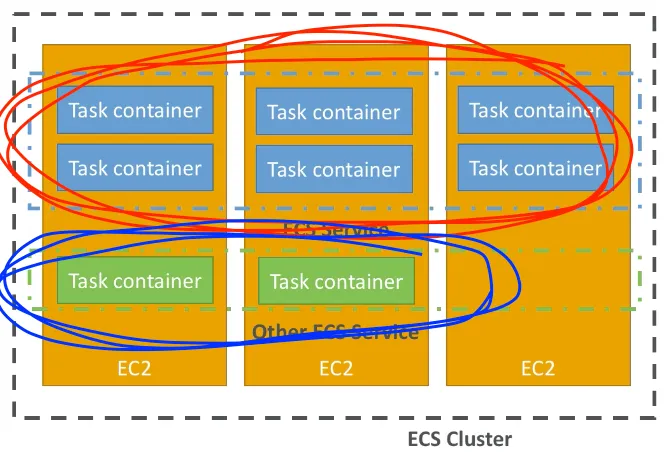 Task container Task container Task container
Task container Task container Task container
ECS Service
Task container Task container
Other ECS Service
EC2 EC2 EC2
ECS Cluster